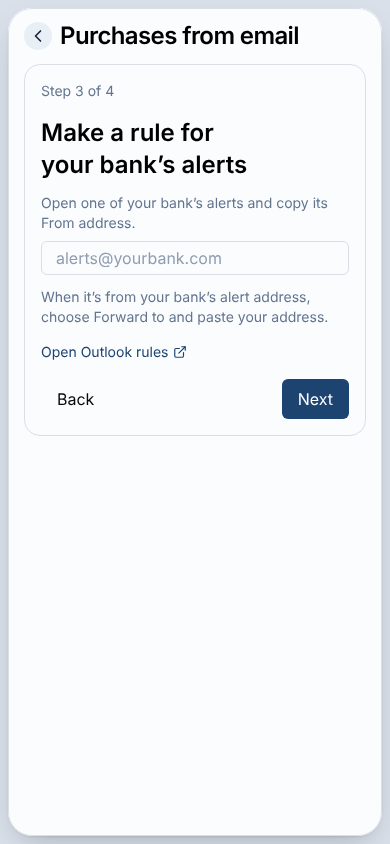 Purchases from email
Step 3 of 4
Make a rule for
your bank’s alerts
Open one of your bank’s alerts and copy its
From address.
alerts@yourbank.com
When it’s from your bank’s alert address,
choose Forward to and paste your address.
Open Outlook rules
Back
Next